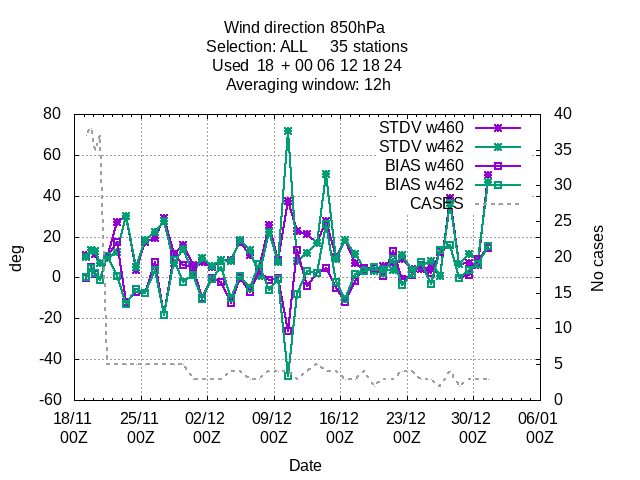 Wind direction 850hPa
Selection: ALL 35 stations
Used 18 + 00 06 12 18 24
Averaging window: 12h
80
60
40
20
0
-20
-40
-60
deg
40
35
30
25
20
15
10
5
0
No cases
STDV w460
STDV w462
BIAS w460
BIAS w462
CASES
18/11 25/11 02/12 09/12 16/12 23/12 30/12 06/01
00Z 00Z 00Z 00Z 00Z 00Z 00Z 00Z
Date